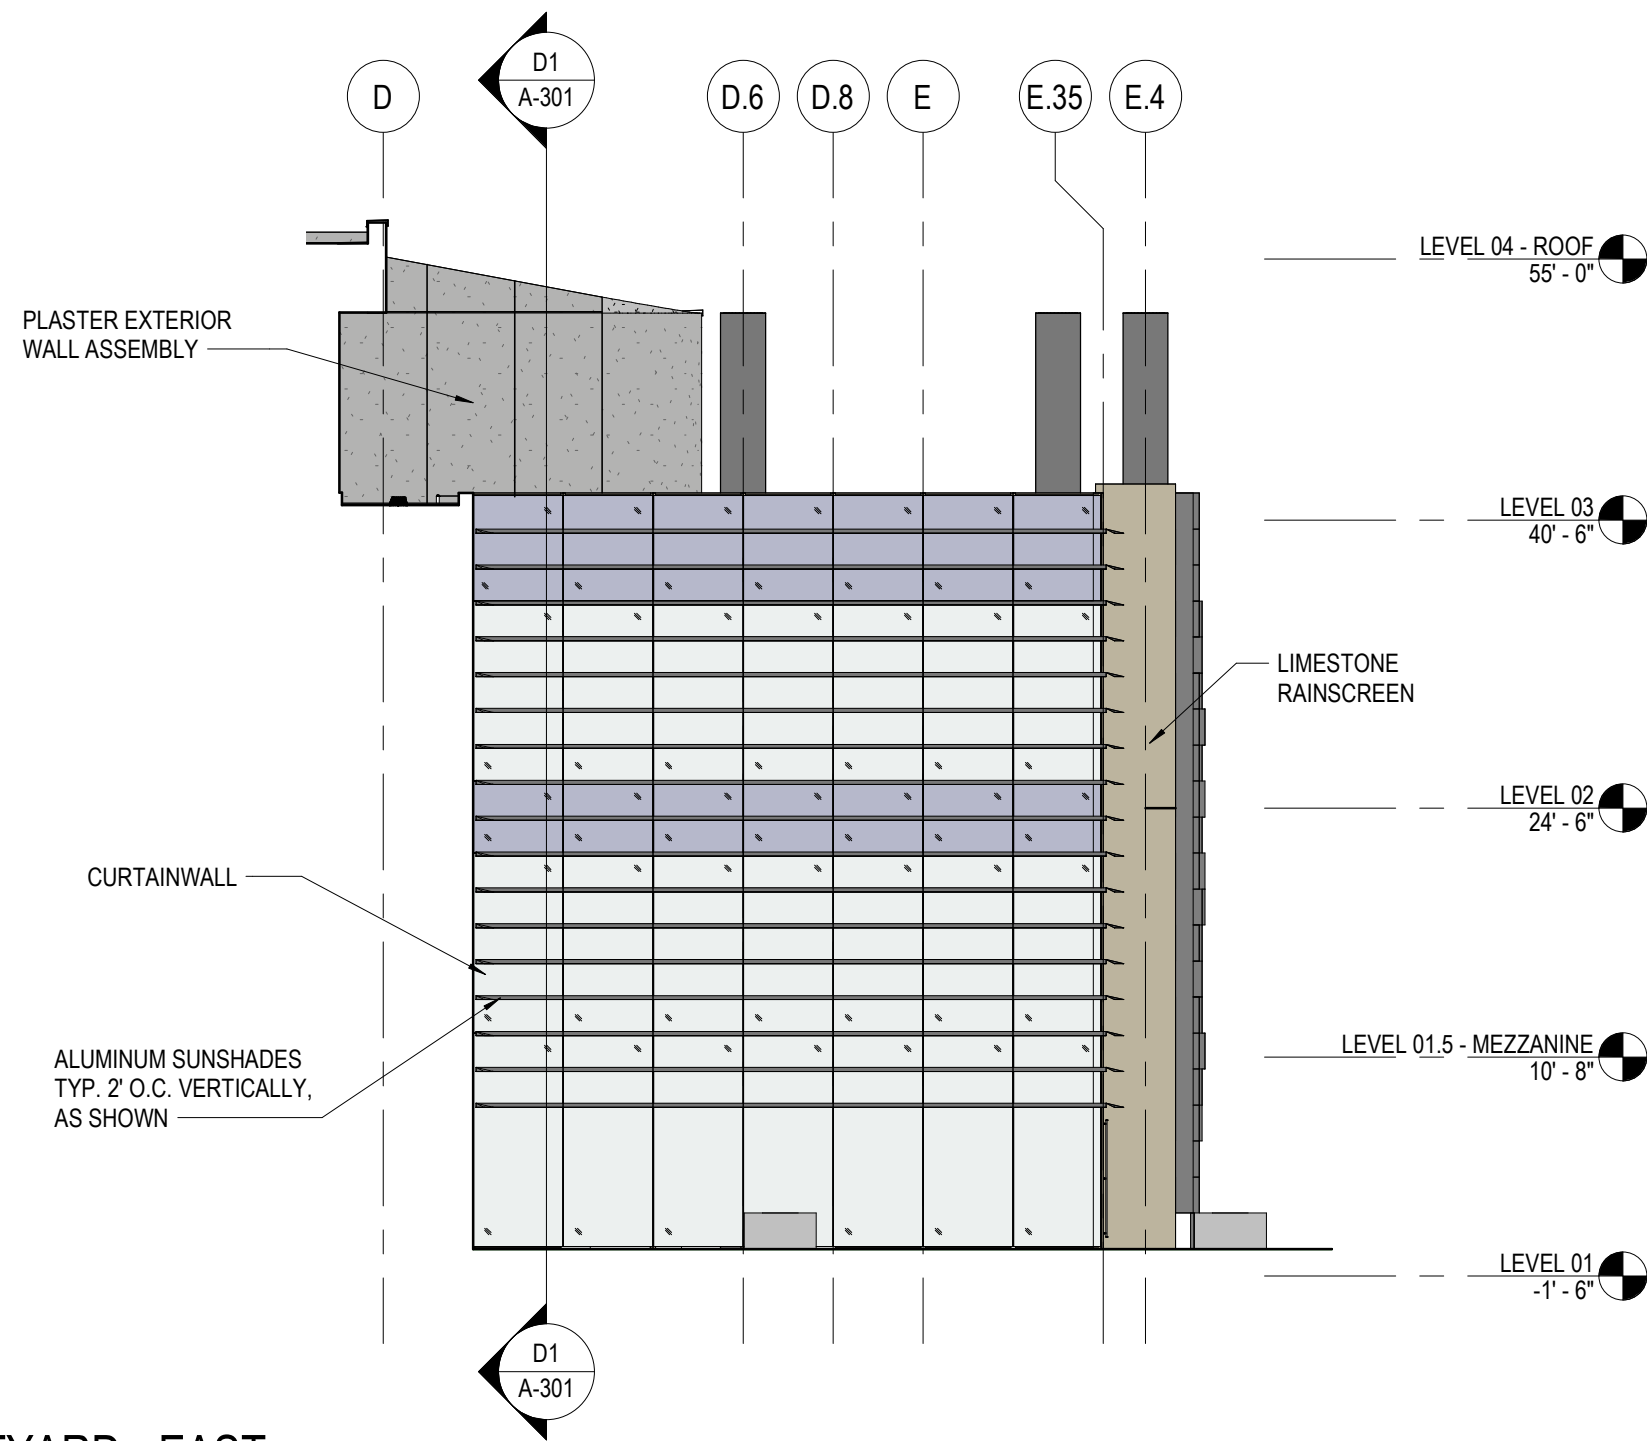 D
D1
A-301
D.6
D.8
E
E.35
E.4
LEVEL 04 - ROOF
55' - 0"
PLASTER EXTERIOR
WALL ASSEMBLY
LEVEL 03
40' - 6"
LIMESTONE
RAINSCREEN
LEVEL 02
24' - 6"
CURTAINWALL
LEVEL 01.5 - MEZZANINE
10' - 8"
ALUMINUM SUNSHADES
TYP. 2' O.C. VERTICALLY,
AS SHOWN
LEVEL 01
-1' - 6"
D1
A-301